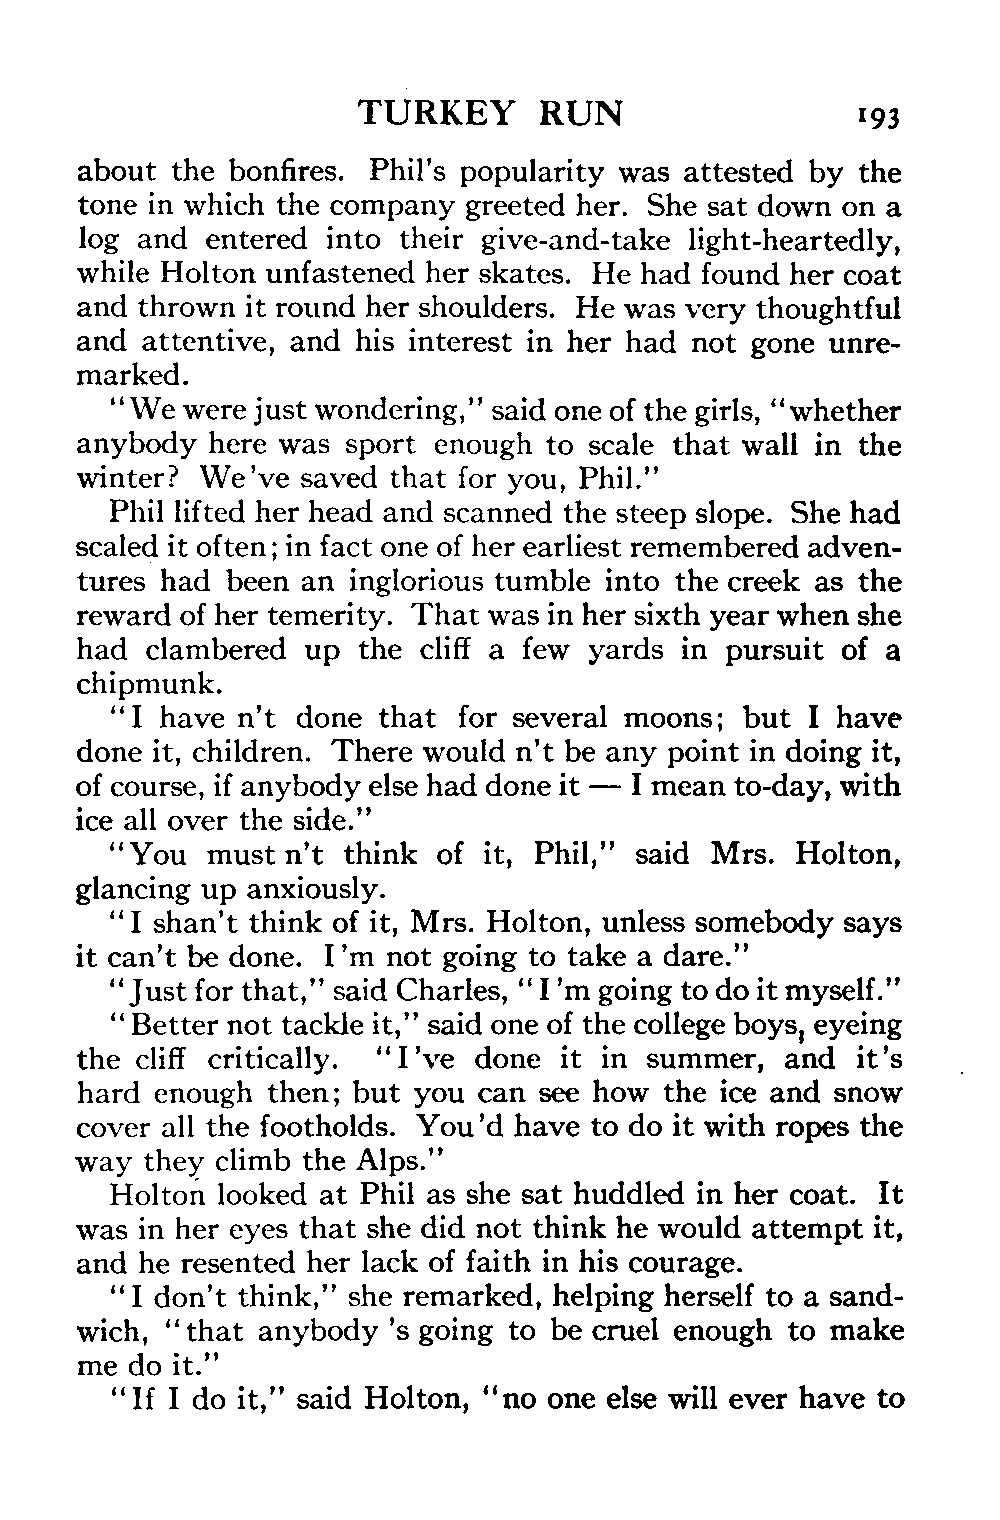 TURKEY RUN 193
about the bonfires. Phil's popularity was attested by the
tone in which the company greeted her. She sat down on a
log and entered into their give-and-take light-heartedly,
while Holton unfastened her skates. He had found her coat
and thrown it round her shoulders. He was very thoughtful
and attentive, and his interest in her had not gone unre-
marked.
"We were just wondering," said one of the girls, "whether
anybody here was sport enough to scale that wall in the
winter? We've saved that for you, Phil."
Phil lifted her head and scanned the steep slope. She had
scaled it often; in fact one of her earliest remembered adven-
tures had been an inglorious tumble into the creek as the
reward of her temerity. That was in her sixth year when she
had clambered up the cliff a few yards in pursuit of a
chipmunk.
"I have n't done that for several moons; but I have
done it, children. There would n't be any point in doing it,
of course, if anybody else had done it — I mean to-day, with
ice all over the side."
"You must n't think of it, Phil," said Mrs. Holton,
glancing up anxiously.
"I shan't think of it, Mrs. Holton, unless somebody says
it can't be done. I'm not going to take a dare."
"Just for that," said Charles, "I'm going to do it myself."
"Better not tackle it," said one of the college boys, eyeing
the cliff critically. "I've done it in summer, and it's
hard enough then; but you can see how the ice and snow
cover all the footholds. You'd have to do it with ropes the
way they climb the Alps."
Holton looked at Phil as she sat huddled in her coat. It
was in her eyes that she did not think he would attempt it,
and he resented her lack of faith in his courage.
"I don't think," she remarked, helping herself to a sand-
wich, "that anybody 's going to be cruel enough to make
me do it."
"If I do it," said Holton, "no one else will ever have to